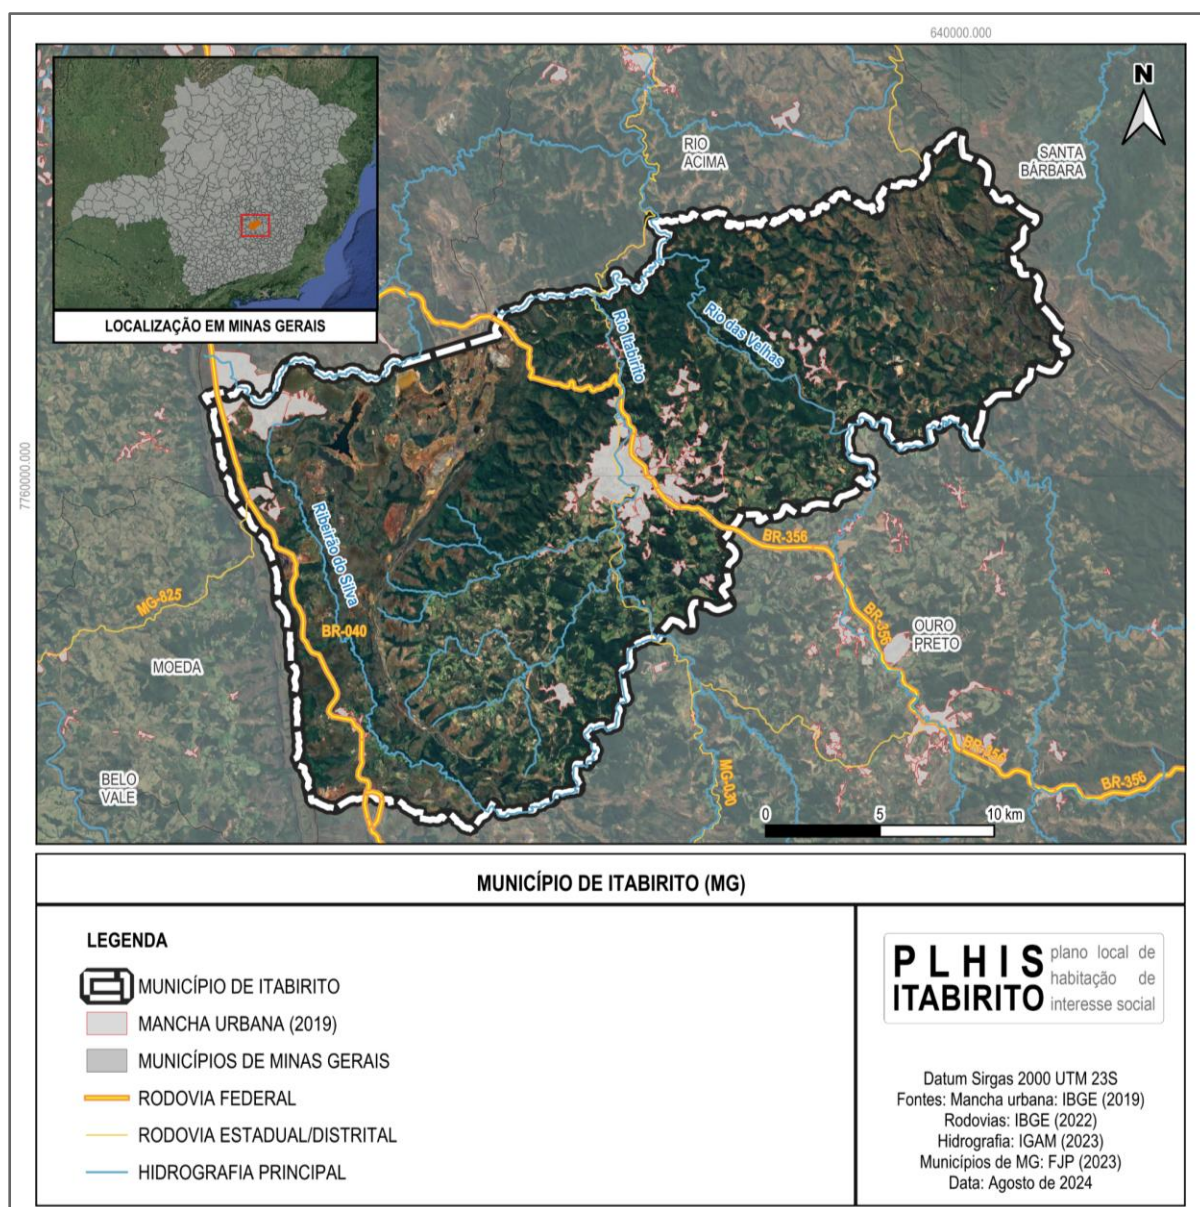 640000.000
7760000.000
N
LOCALIZAÇÃO EM MINAS GERAIS
RIO
ACIMA
SANTA
BÁRBARA
Rio Itabirito
Rio das Velhas
Ribeirão do Silva
MG-825
BR-040
BR-356
BR-356
MOEDA
OURO
PRETO
BELO
VALE
MG-030
BR-356
BR-356
0 5 10 km
MUNICÍPIO DE ITABIRITO (MG)
LEGENDA
MUNICÍPIO DE ITABIRITO
MANCHA URBANA (2019)
MUNICÍPIOS DE MINAS GERAIS
RODOVIA FEDERAL
RODOVIA ESTADUAL/DISTRITAL
HIDROGRAFIA PRINCIPAL
PLHIS
ITABIRITO
plano local de
habitação de
interesse social
Datum Sirgas 2000 UTM 23S
Fontes: Mancha urbana: IBGE (2019)
Rodovias: IBGE (2022)
Hidrografia: IGAM (2023)
Municípios de MG: FJP (2023)
Data: Agosto de 2024